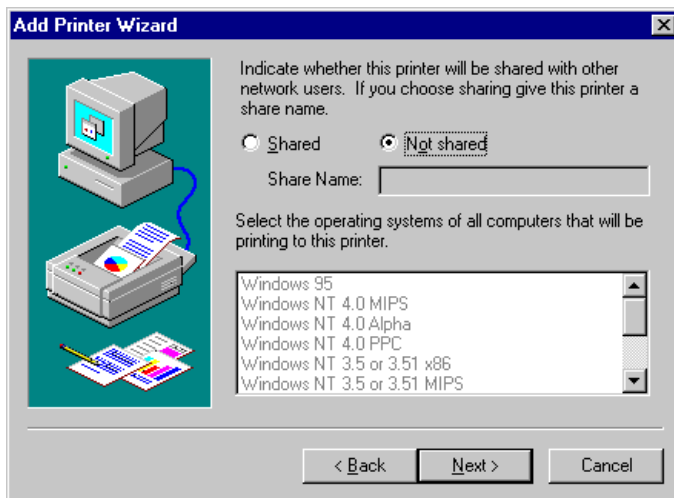 Add Printer Wizard
Indicate whether this printer will be shared with other
network users. If you choose sharing give this printer a
share name.
Shared Not shared
Share Name:
Select the operating systems of all computers that will be
printing to this printer.
Windows 95
Windows NT 4.0 MIPS
Windows NT 4.0 Alpha
Windows NT 4.0 PPC
Windows NT 3.5 or 3.51 x86
Windows NT 3.5 or 3.51 MIPS
< Back Next > Cancel